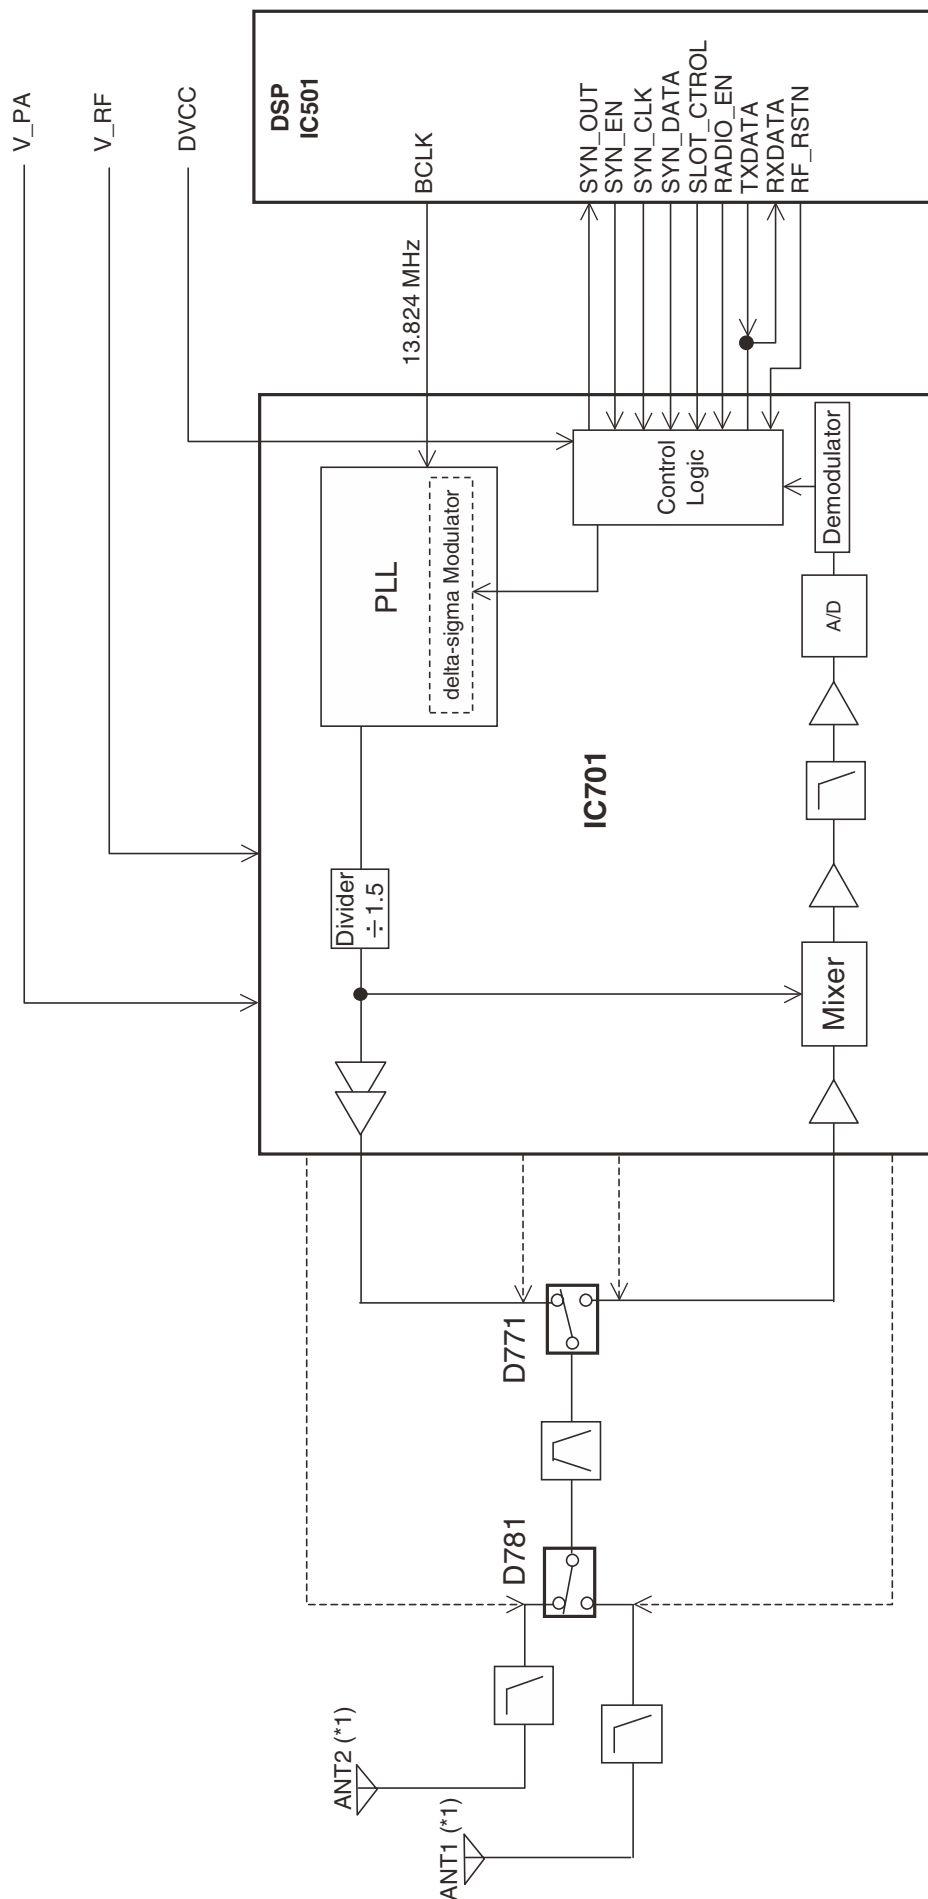 V_PA
V_RF
DVCC
DSP
IC501
BCLK
SYN_OUT
SYN_EN
SYN_CLK
SYN_DATA
SLOT_CTROL
RADIO_EN
TXDATA
RXDATA
RF_RSTN
13.824 MHz
PLL
delta-sigma Modulator
Control
Logic
Demodulator
A/D
IC701
Divider
÷1.5
Mixer
D771
D781
ANT2 (*1)
ANT1 (*1)